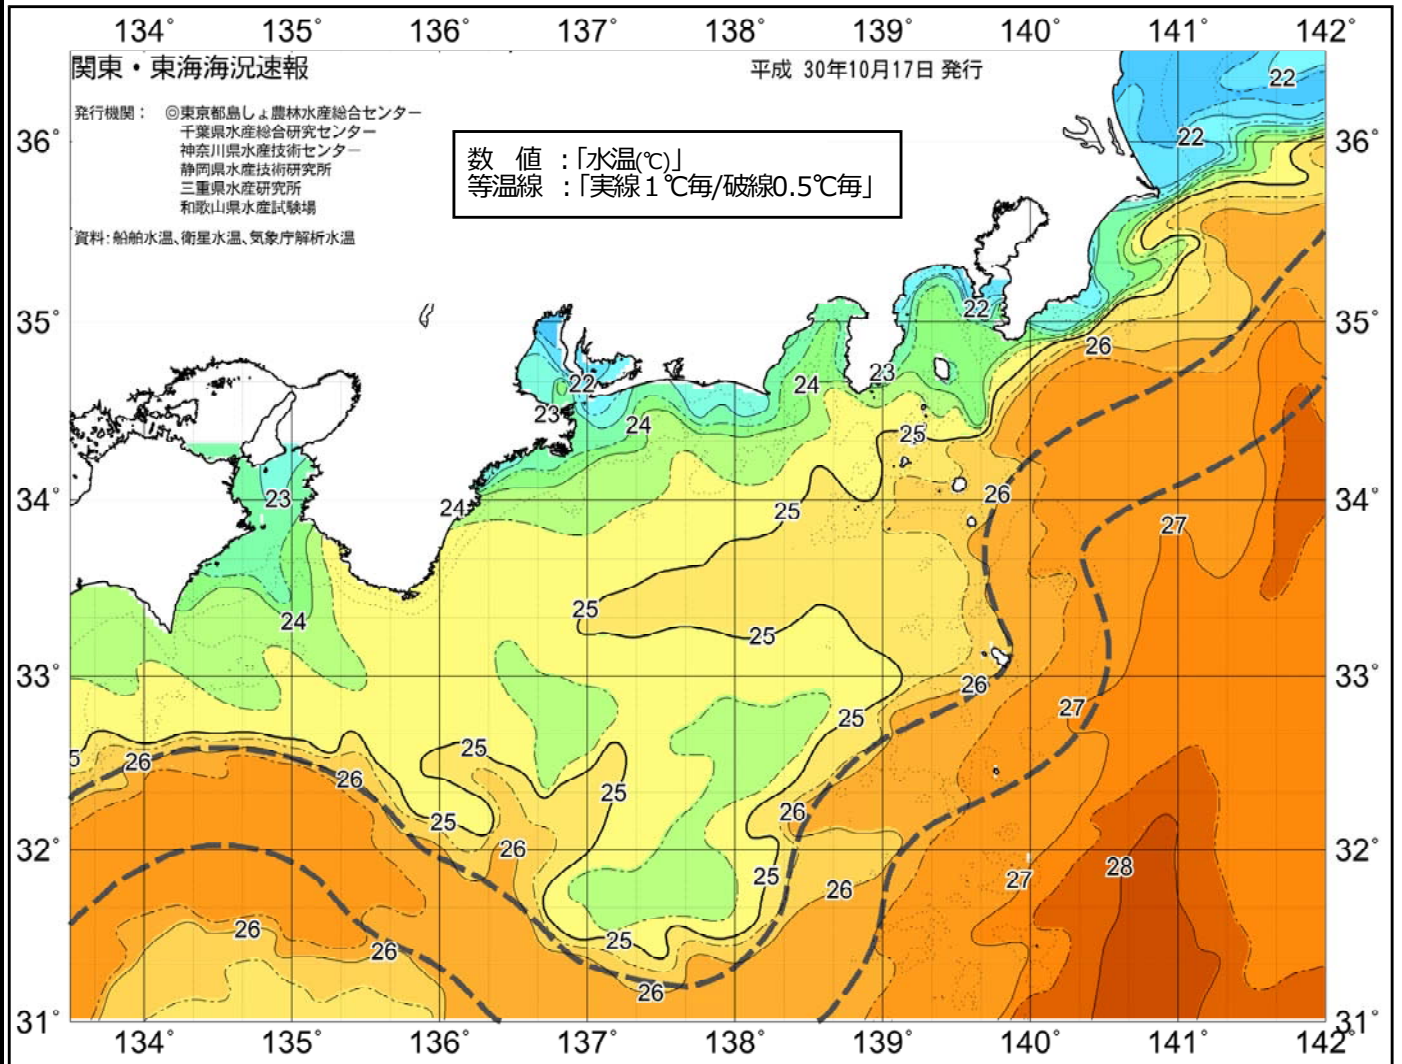 134° 135° 136° 137° 138° 139° 140° 141° 142°
関東・東海海況速報
平成 30年10月17日 発行
発行機関： ◎東京都島しょ農林水産総合センター
千葉県水産総合研究センター
神奈川県水産技術センター
静岡県水産技術研究所
三重県水産研究所
和歌山県水産試験場
資料：船舶水温、衛星水温、気象庁解析水温
数 値 ：「水温(℃)」
等温線 ：「実線１℃毎/破線0.5℃毎」
22
36° 22 36°
35° 22 35°
26
22 24 23
23 24 25
34° 23 24 25 26 34°
27
25
24 25
33° 26 33°
25 27
5 26 25 26
25 26
25
32° 26 32°
25 26 27 28
26 26 25
26
31° 31°
134° 135° 136° 137° 138° 139° 140° 141° 142°